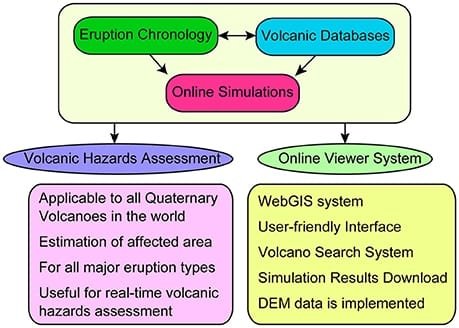 Eruption Chronology
Volcanic Databases
Online Simulations
Volcanic Hazards Assessment
Online Viewer System
Applicable to all Quaternary
Volcanoes in the world
Estimation of affected area
For all major eruption types
Useful for real-time volcanic
hazards assessment
WebGIS system
User-friendly Interface
Volcano Search System
Simulation Results Download
DEM data is implemented